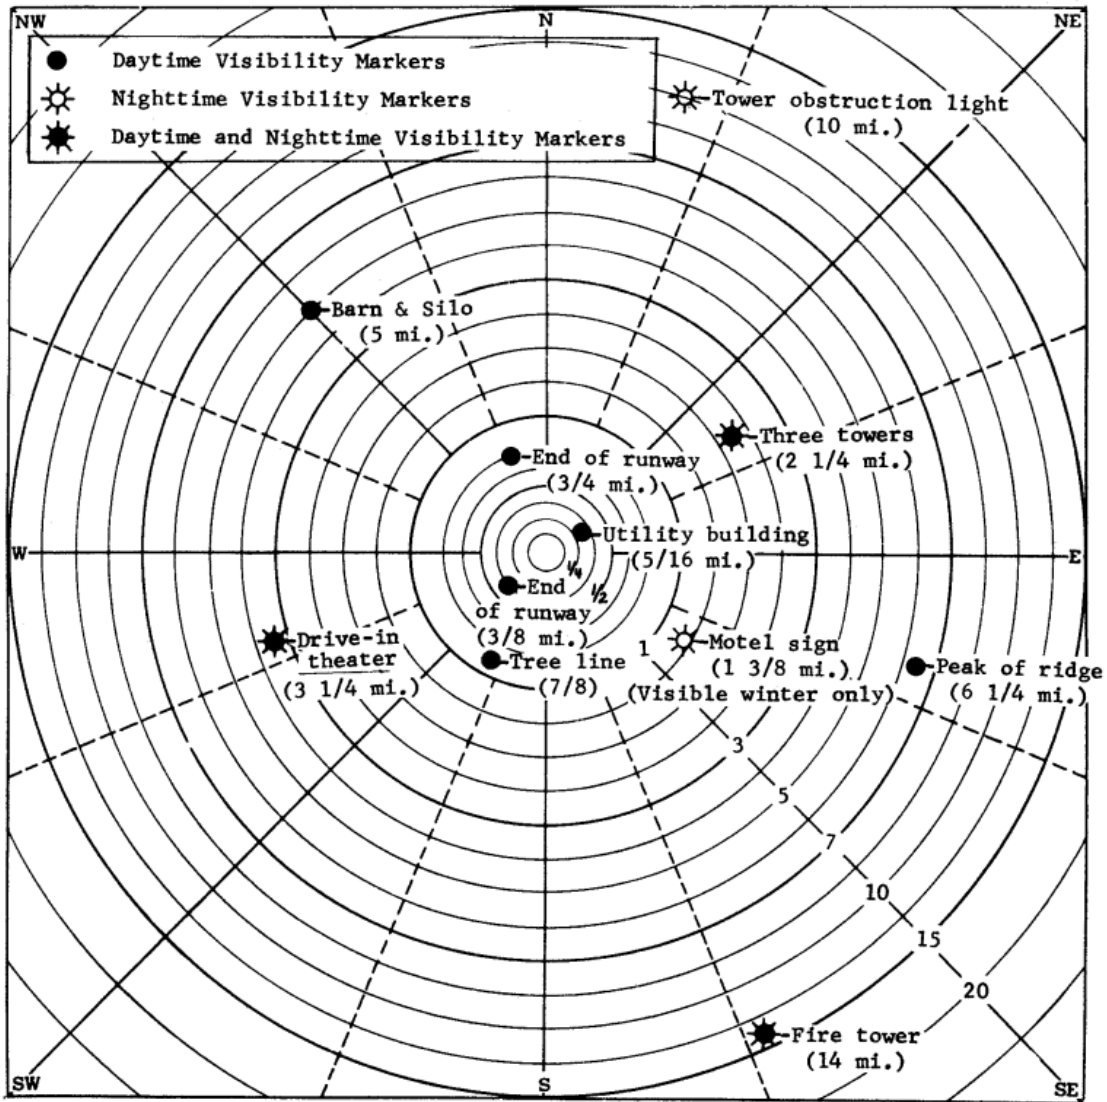 NW
N
NE
Daytime Visibility Markers
Nighttime Visibility Markers
Daytime and Nighttime Visibility Markers
Tower obstruction light
(10 mi.)
Barn & Silo
(5 mi.)
Three towers
(2 1/4 mi.)
End of runway
(3/4 mi.)
Utility building
(5/16 mi.)
W
E
1/4
1/2
End
of runway
(3/8 mi.)
Drive-in
theater
(3 1/4 mi.)
Tree line
(7/8)
1
Motel sign
(1 3/8 mi.)
(Visible winter only)
Peak of ridge
(6 1/4 mi.)
3
5
7
10
15
20
Fire tower
(14 mi.)
SW
S
SE